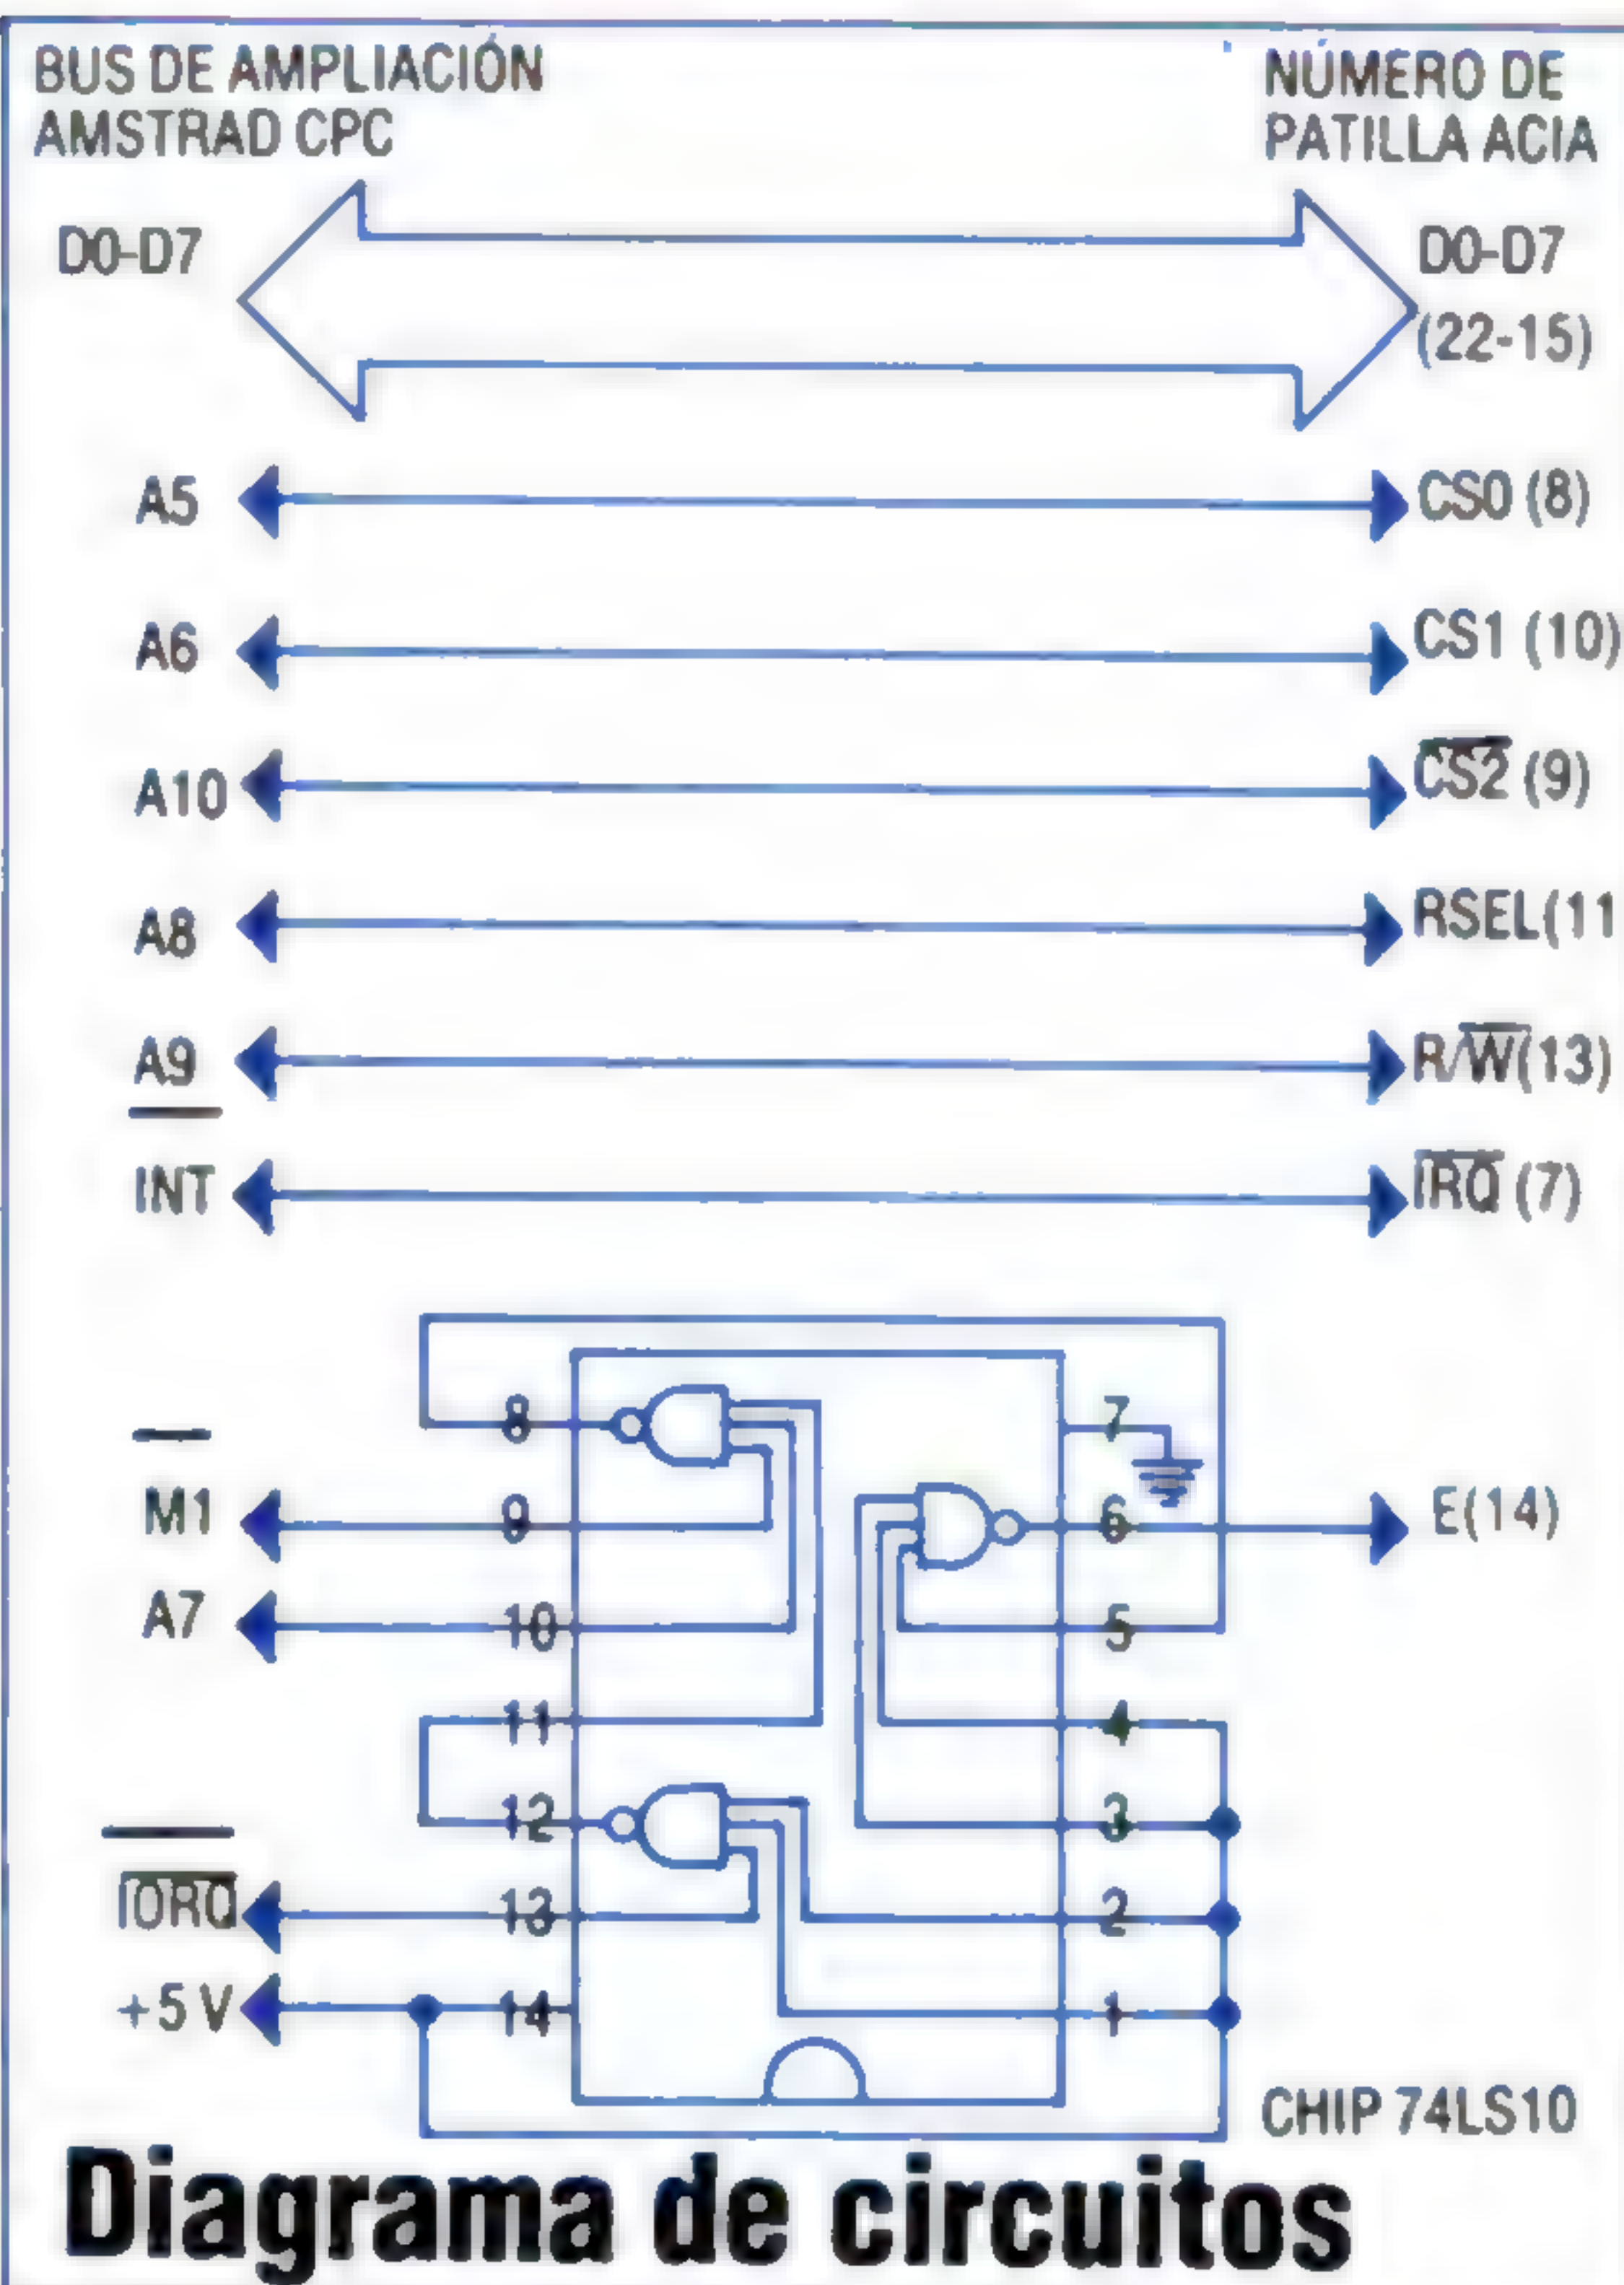 BUS DE AMPLIACIÓN
AMSTRAD CPC
NÚMERO DE
PATILLA ACIA
D0-D7
D0-D7
(22-15)
A5
CS0 (8)
A6
CS1 (10)
A10
CS2 (9)
A8
RSEL(11
A9
R/W(13)
INT
IRQ (7)
8
7
M1
9
6
E(14)
A7
10
5
11
4
12
3
IORQ
13
2
+5 V
14
1
CHIP 74LS10
Diagrama de circuitos